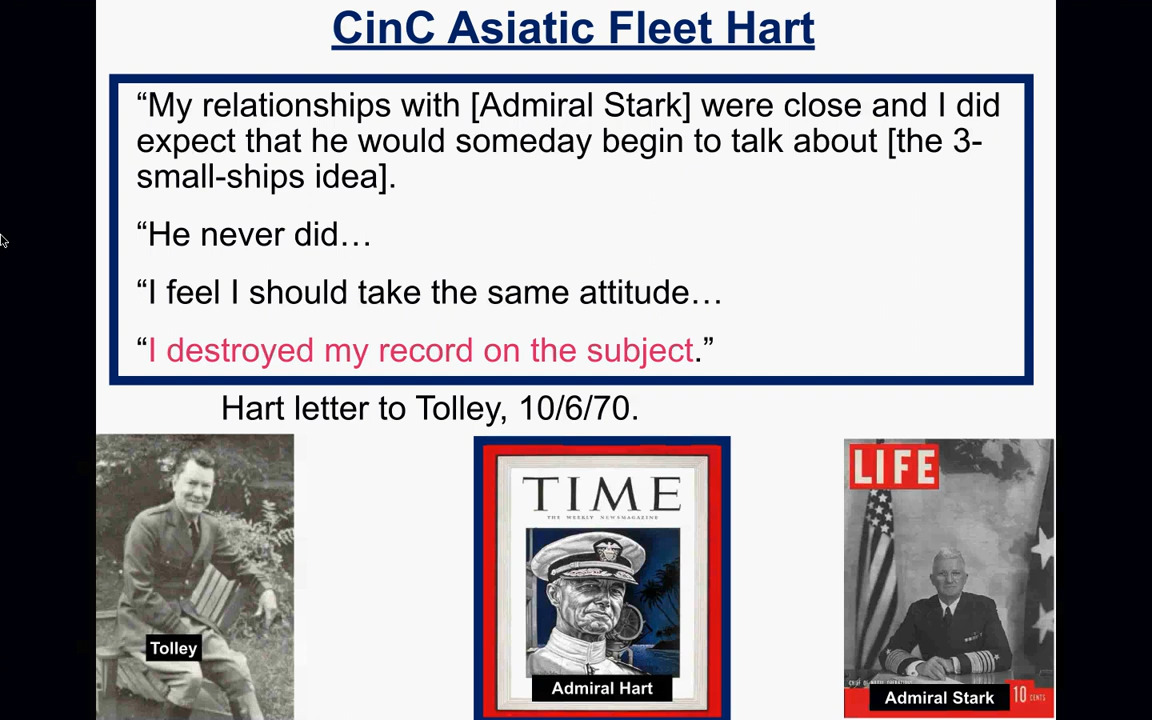 CinC Asiatic Fleet Hart
“My relationships with [Admiral Stark] were close and I did
expect that he would someday begin to talk about [the 3-
small-ships idea].
“He never did…
“I feel I should take the same attitude…
“I destroyed my record on the subject.”
Hart letter to Tolley, 10/6/70.
Tolley
TIME
THE WEEKLY NEWSMAGAZINE
Admiral Hart
LIFE
Admiral Stark
10 CENTS